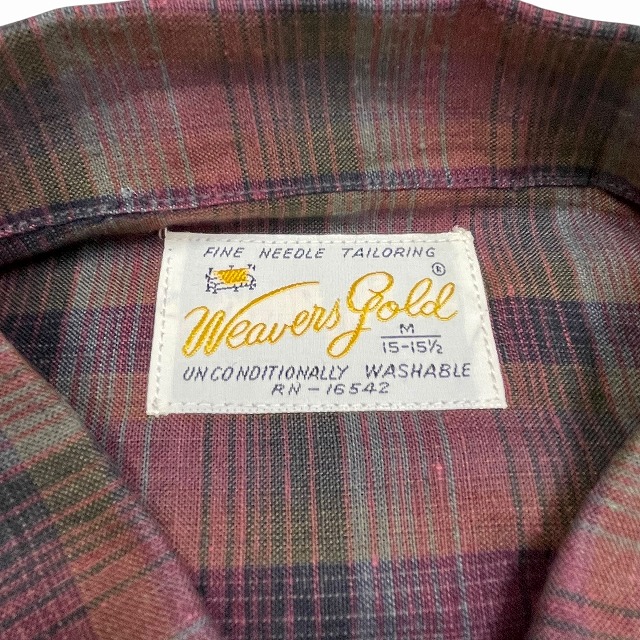 FINE NEEDLE TAILORING
®
Weavers Gold
M
15-15½
UNCONDITIONALLY WASHABLE
RN-16542